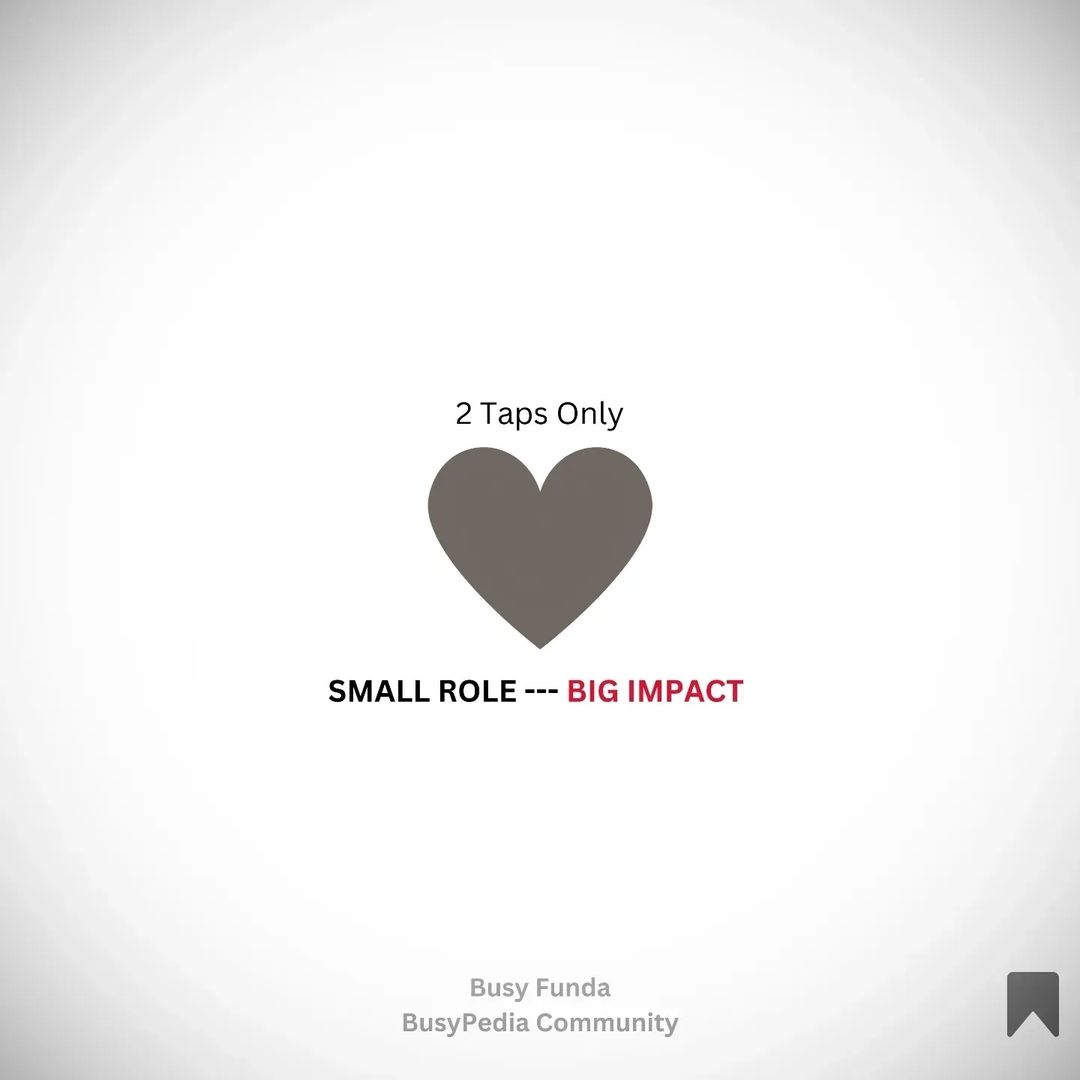 2 Taps Only
SMALL ROLE --- BIG IMPACT
Busy Funda
BusyPedia Community